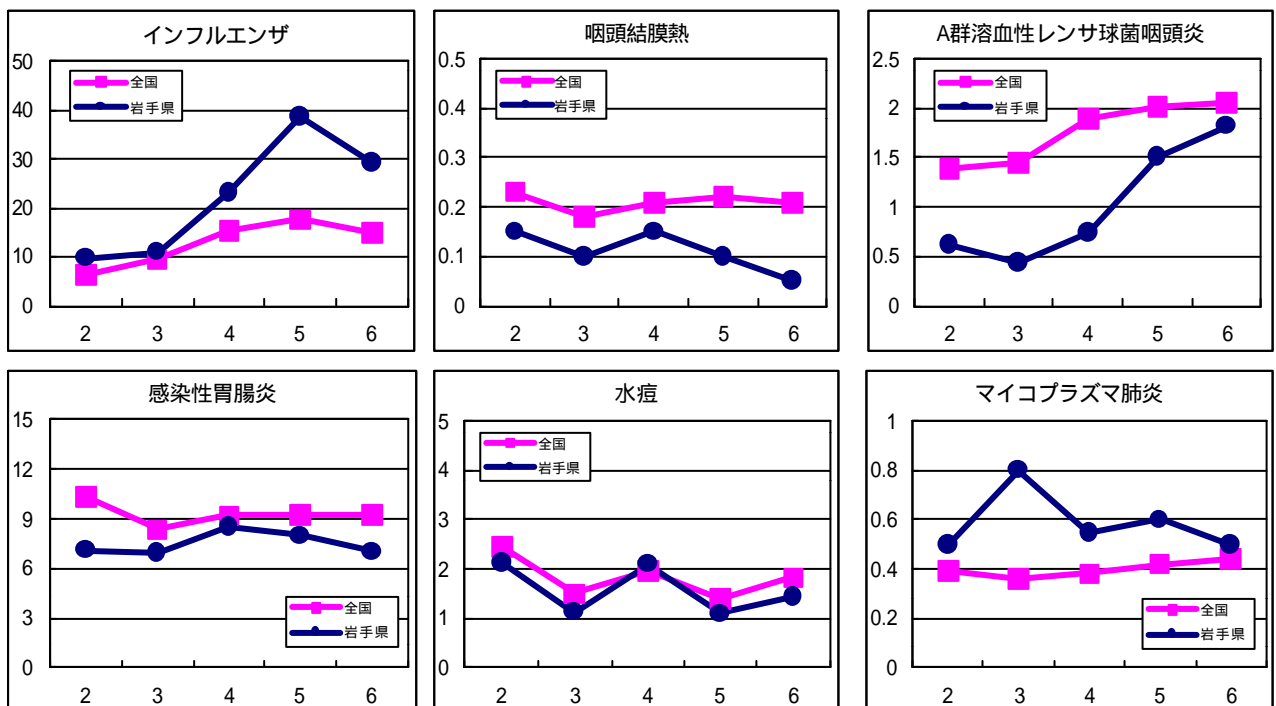 インフルエンザ
50
40
30
20
10
0
全国
岩手県
2 3 4 5 6
咽頭結膜熱
0.5
0.4
0.3
0.2
0.1
0
全国
岩手県
2 3 4 5 6
A群溶血性レンサ球菌咽頭炎
2.5
2
1.5
1
0.5
0
全国
岩手県
2 3 4 5 6
感染性胃腸炎
15
12
9
6
3
0
全国
岩手県
2 3 4 5 6
水痘
5
4
3
2
1
0
全国
岩手県
2 3 4 5 6
マイコプラズマ肺炎
1
0.8
0.6
0.4
0.2
0
全国
岩手県
2 3 4 5 6